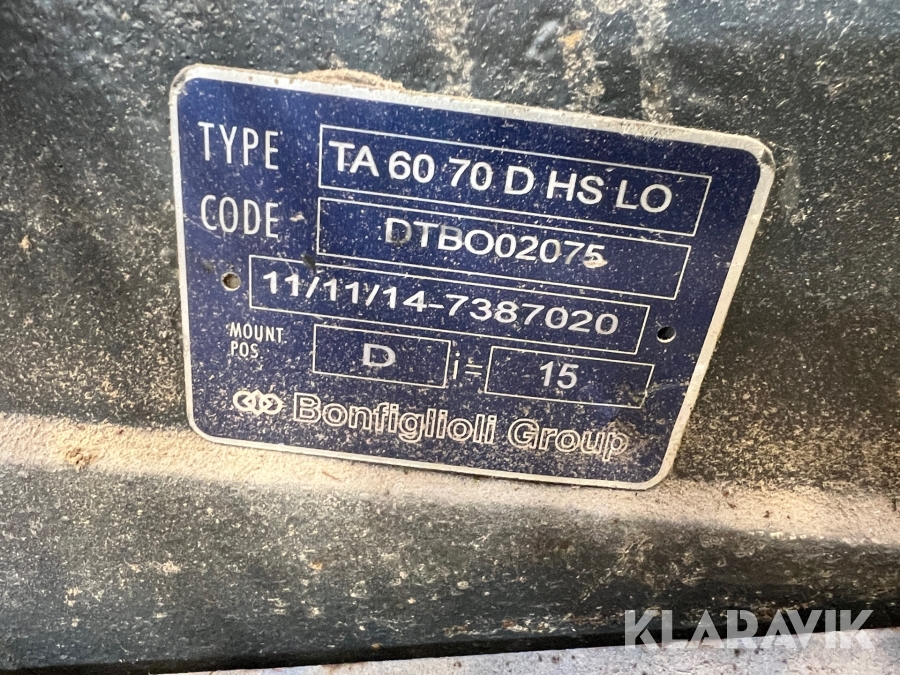 TYPE TA 60 70 D HS LO
CODE DTBO02075
11/11/14-7387020
MOUNT POS. D i= 15
Bonfiglioli Group
KLARAVIK